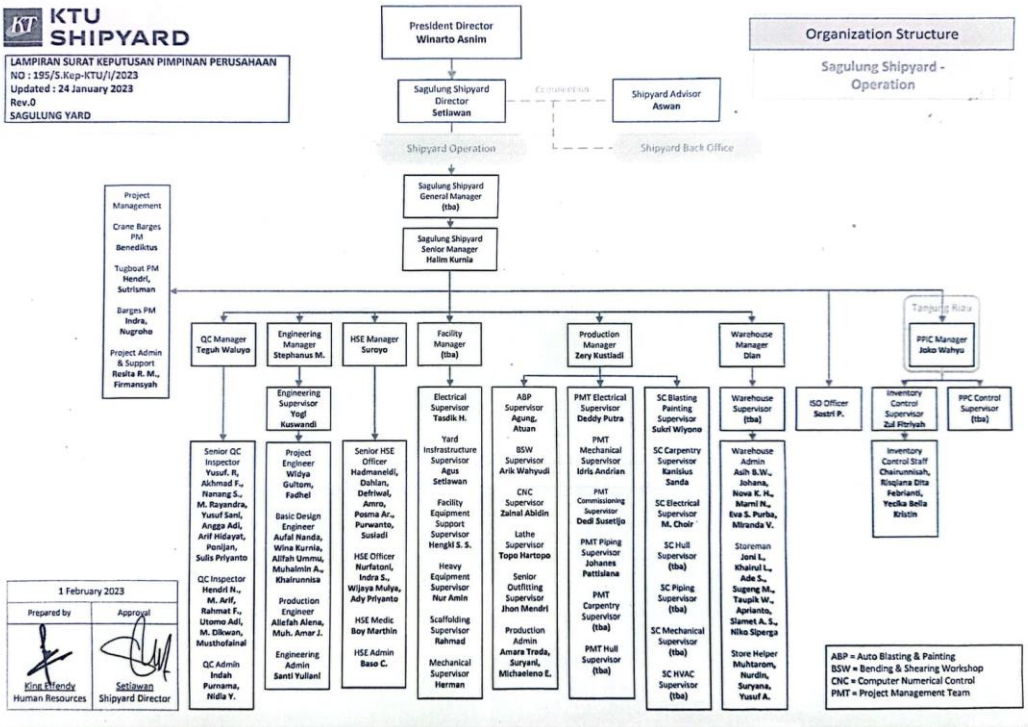 KT KTU
SHIPYARD
LAMPIRAN SURAT KEPUTUSAN PIMPINAN PERUSAHAAN
NO : 195/S.Kep-KTU/I/2023
Updated : 24 January 2023
Rev.0
SAGULUNG YARD
President Director
Winarto Asnim
Organization Structure
Sagulung Shipyard -
Operation
Sagulung Shipyard
Director
Setiawan
Shipyard Advisor
Aswan
Shipyard Operation
Shipyard Back Office
Sagulung Shipyard
General Manager
(tba)
Sagulung Shipyard
Senior Manager
Halim Kurnia
Project
Management
Crane Barges
PM
Benediktus
Tugboat PM
Hendri,
Sutrisman
Barges PM
Indra,
Nugroho
Project Admin
& Support
Resita R. M.,
Firmansyah
QC Manager
Teguh Waluyo
Engineering
Manager
Stephanus M.
HSE Manager
Suroyo
Facility
Manager
(tba)
Production
Manager
Zery Kustiadi
Warehouse
Manager
Dian
Tanjung Riau
PPIC Manager
Joko Wahyu
Engineering
Supervisor
Yogi
Kuswandi
ISO Officer
Sostri P.
Inventory
Control
Supervisor
Zul Fitriyah
PPC Control
Supervisor
(tba)
Inventory
Control Staff
Chairunnisah,
Risqiana Dita
Febrianti,
Yecika Bella
Kristin
Senior QC
Inspector
Yusuf. R,
Akhmad F.,
Nanang S.,
M. Rayandra,
Yusuf Sani,
Angga Adi,
Arif Hidayat,
Ponijan,
Sulis Priyanto
QC Inspector
Hendri N.,
M. Arif,
Rahmat F.,
Utomo Adi,
M. Dikwan,
Musthofainal
QC Admin
Indah
Purnama,
Nidia Y.
Project
Engineer
Widya
Gultom,
Fadhel
Basic Design
Engineer
Aufal Nanda,
Wina Kurnia,
Alifah Ummu,
Muhaimin A.,
Khairunnisa
Production
Engineer
Allefah Alena,
Muh. Amar J.
Engineering
Admin
Santi Yuliani
Senior HSE
Officer
Hadmaneldi,
Dahlan,
Defriwal,
Amro,
Posma Ar.,
Purwanto,
Susiadi
HSE Officer
Nurfatoni,
Indra S.,
Wijaya Mulya,
Ady Priyanto
HSE Medic
Boy Marthin
HSE Admin
Baso C.
Electrical
Supervisor
Tasdik H.
Yard
Insfrastructure
Supervisor
Agus
Setiawan
Facility
Equipment
Support
Supervisor
Hengki S. S.
Heavy
Equipment
Supervisor
Nur Amin
Scaffolding
Supervisor
Rahmad
Mechanical
Supervisor
Herman
ABP
Supervisor
Agung,
Atuan
BSW
Supervisor
Arik Wahyudi
CNC
Supervisor
Zainal Abidin
Lathe
Supervisor
Topo Hartopo
Senior
Outfitting
Supervisor
Jhon Mendri
Production
Admin
Amara Trada,
Suryani,
Michaeleno E.
PMT Electrical
Supervisor
Deddy Putra
PMT
Mechanical
Supervisor
Idris Andrian
PMT
Commissioning
Supervisor
Dedi Susetijo
PMT Piping
Supervisor
Johanes
Pattisiana
PMT
Carpentry
Supervisor
(tba)
PMT Hull
Supervisor
(tba)
SC Blasting
Painting
Supervisor
Sukri Wiyono
SC Carpentry
Supervisor
Kanisius
Sanda
SC Electrical
Supervisor
M. Choir
SC Hull
Supervisor
(tba)
SC Piping
Supervisor
(tba)
SC Mechanical
Supervisor
(tba)
SC HVAC
Supervisor
(tba)
Warehouse
Supervisor
(tba)
Warehouse
Admin
Asih B.W.,
Johana,
Nova K. H.,
Marni N.,
Eva S. Purba,
Miranda V.
Storeman
Joni L.,
Khairul L.,
Ade S.,
Sugeng M.,
Taupik W.,
Aprianto,
Slamet A. S.,
Niko Siperga
Store Helper
Muhtarom,
Nurdin,
Suryana,
Yusuf A.
1 February 2023
Prepared by
Approval
King Effendy
Human Resources
Setiawan
Shipyard Director
ABP = Auto Blasting & Painting
BSW = Bending & Shearing Workshop
CNC = Computer Numerical Control
PMT = Project Management Team